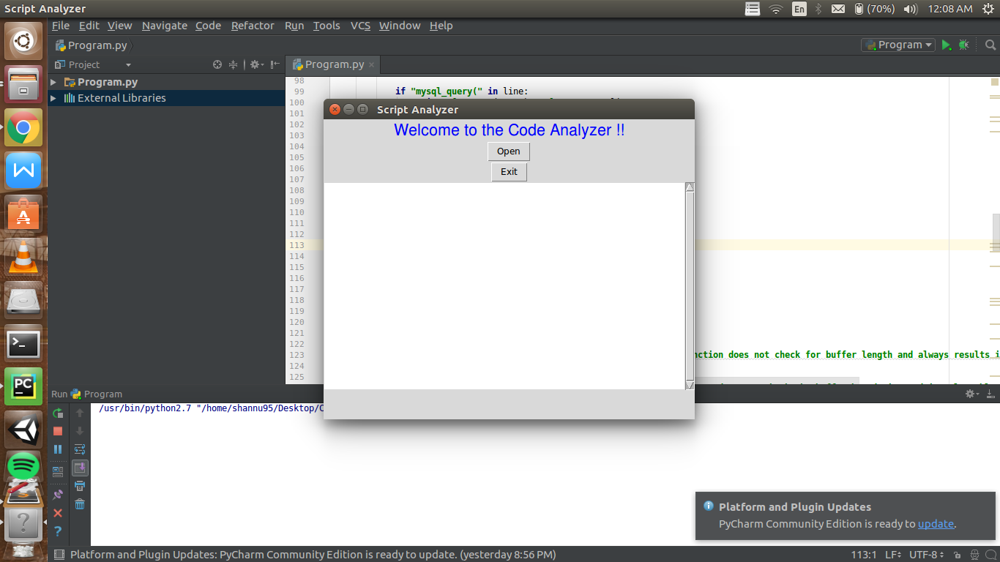 Script Analyzer
En
(70%)
12:08 AM
File Edit View Navigate Code Refactor Run Tools VCS Window Help
Program.py
Program
Project
Program.py
Program.py
External Libraries
98
99 if "mysql_query(" in line:
100
101
102
103
104
105
106
107
108
109
110
111
112
113
114
115
116
117
118
119
120
121
122
123 nction does not check for buffer length and always results i
124
125
Script Analyzer
Welcome to the Code Analyzer !!
Open
Exit
PC
Run Program
/usr/bin/python2.7 "/home/shannu95/Desktop/C
Platform and Plugin Updates
PyCharm Community Edition is ready to update.
Platform and Plugin Updates: PyCharm Community Edition is ready to update. (yesterday 8:56 PM)
113:1 LF UTF-8